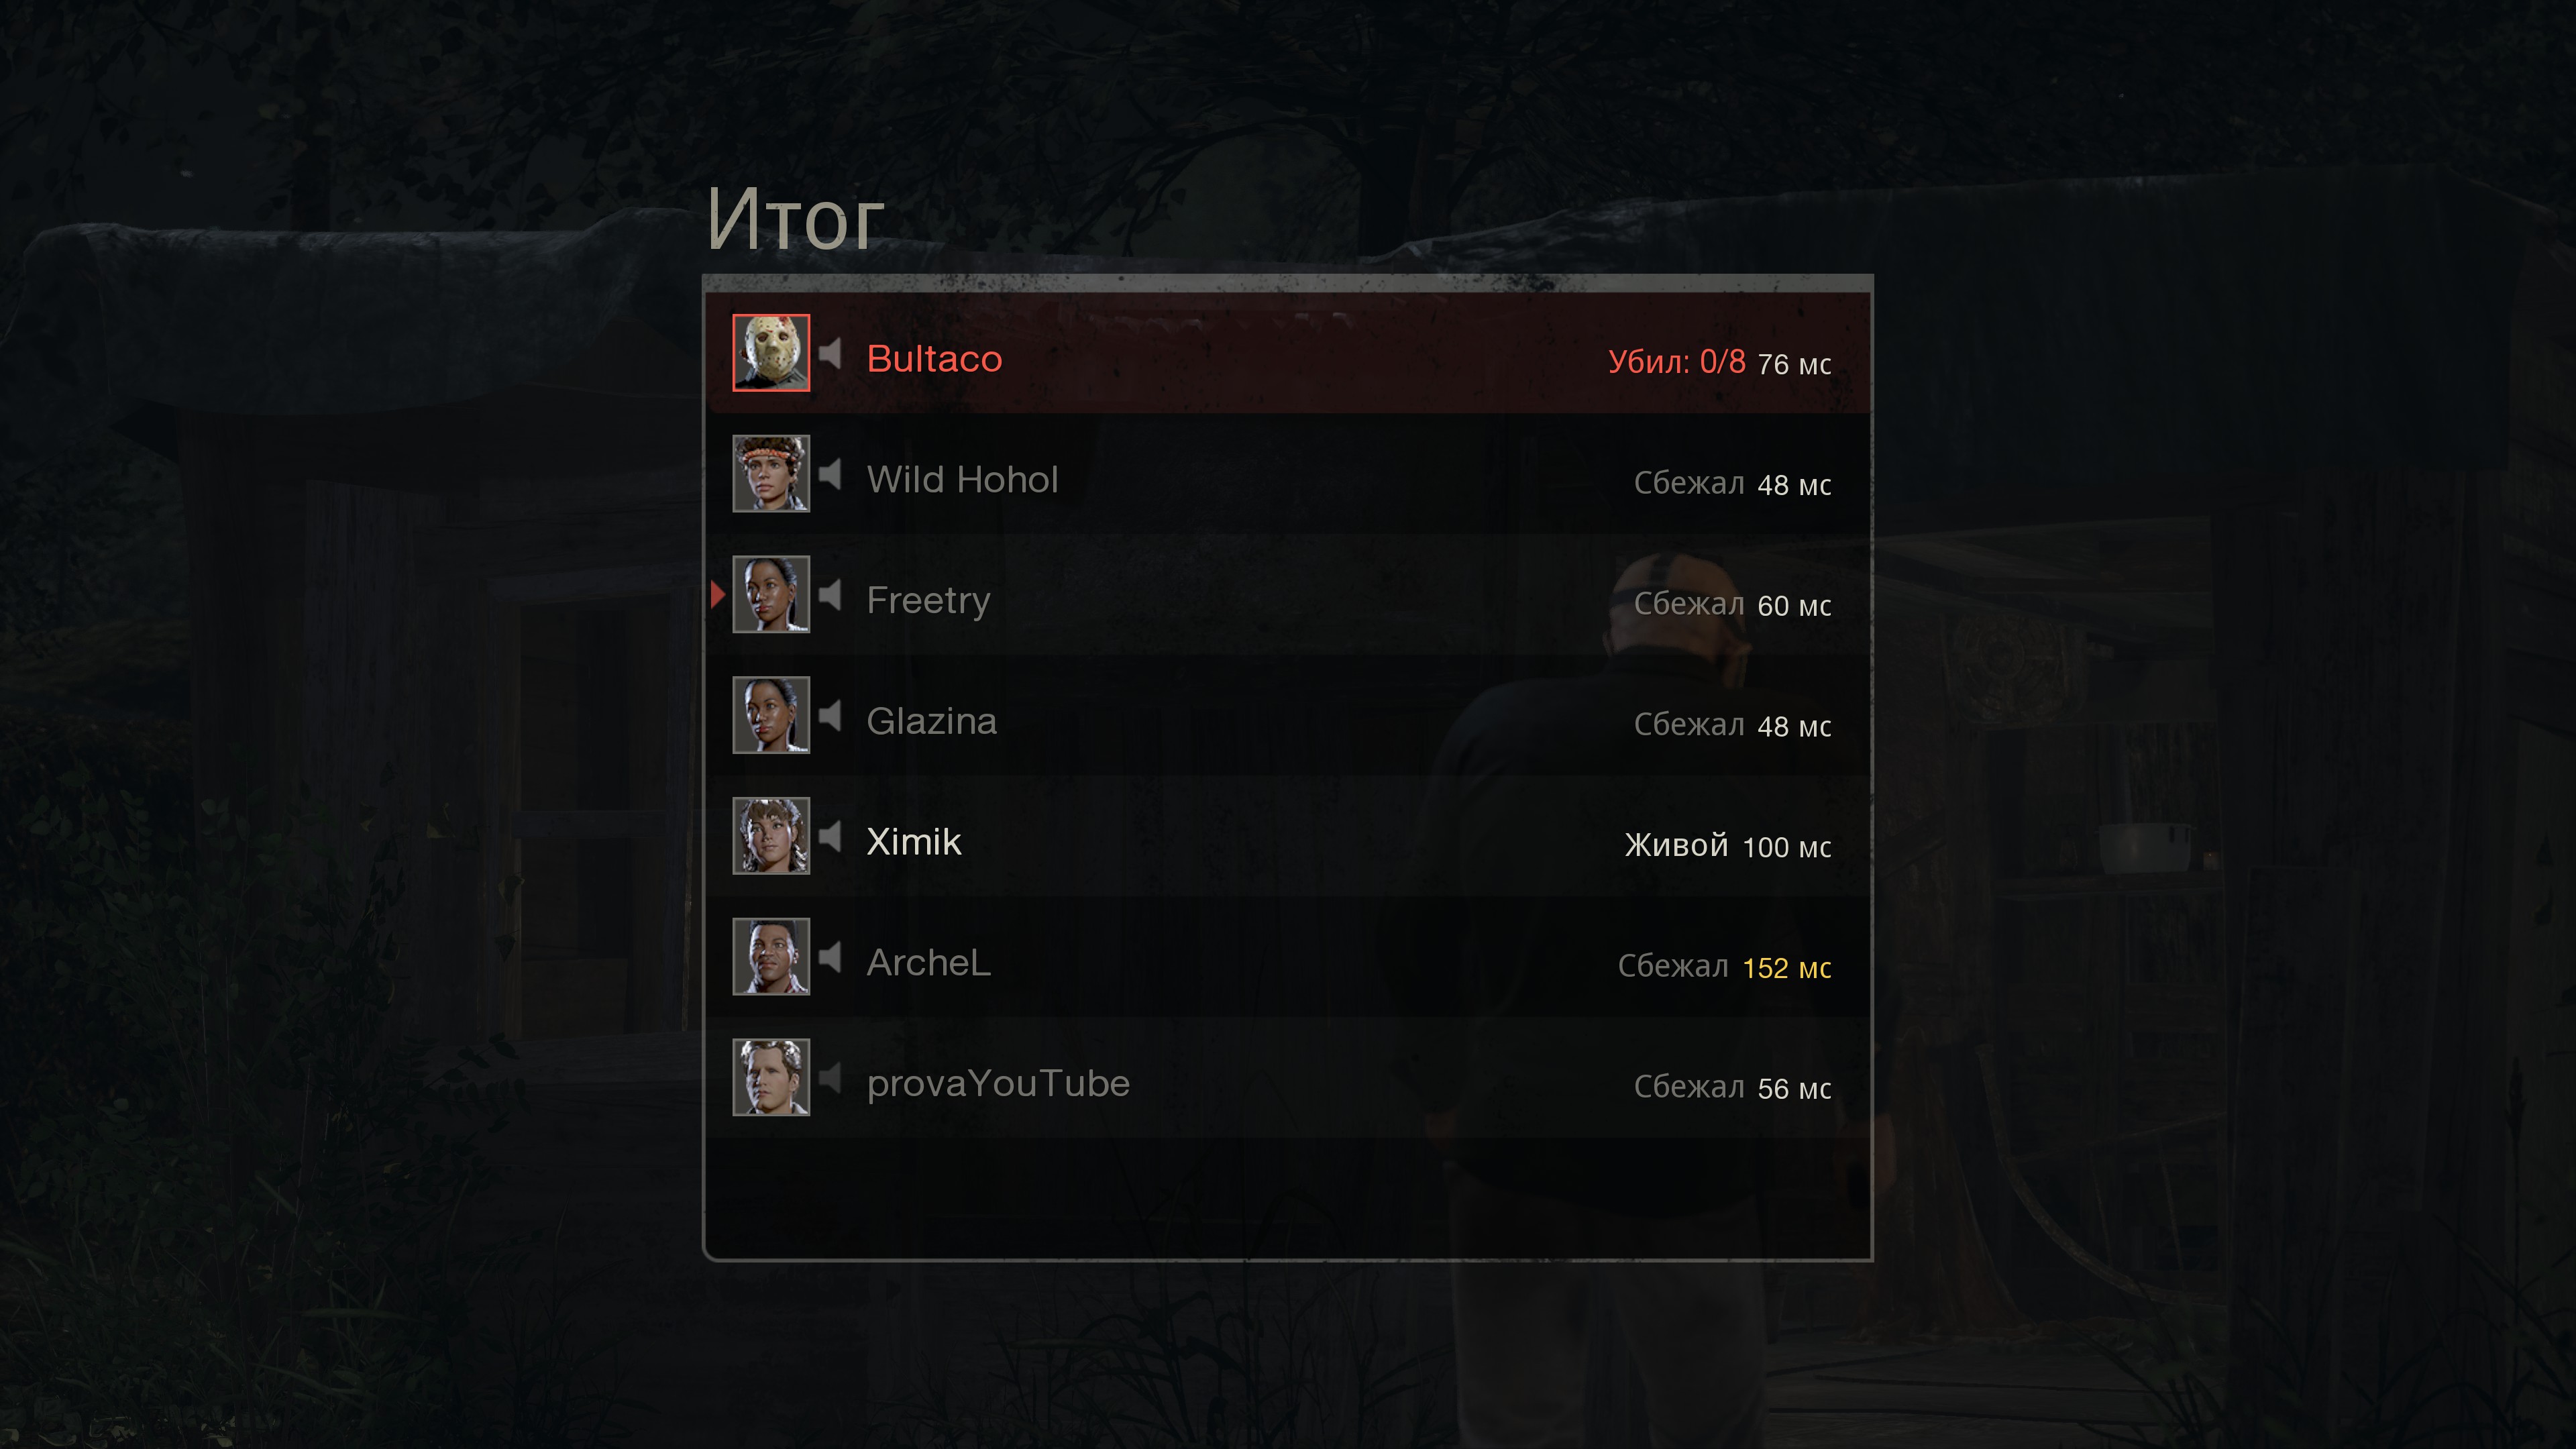 Итог
Bultaco Убил: 0/8 76 мс
Wild Hohol Сбежал 48 мс
Freetry Сбежал 60 мс
Glazina Сбежал 48 мс
Ximik Живой 100 мс
ArcheL Сбежал 152 мс
provaYouTube Сбежал 56 мс